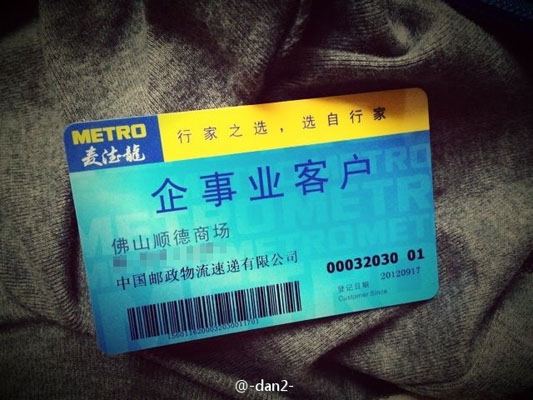 METRO
麦德龍
行家之选，选自行家
企事业客户
佛山顺德商场
中国邮政物流速递有限公司
00032030 01
登记日期 20120917
Customer Since
@-dan2-